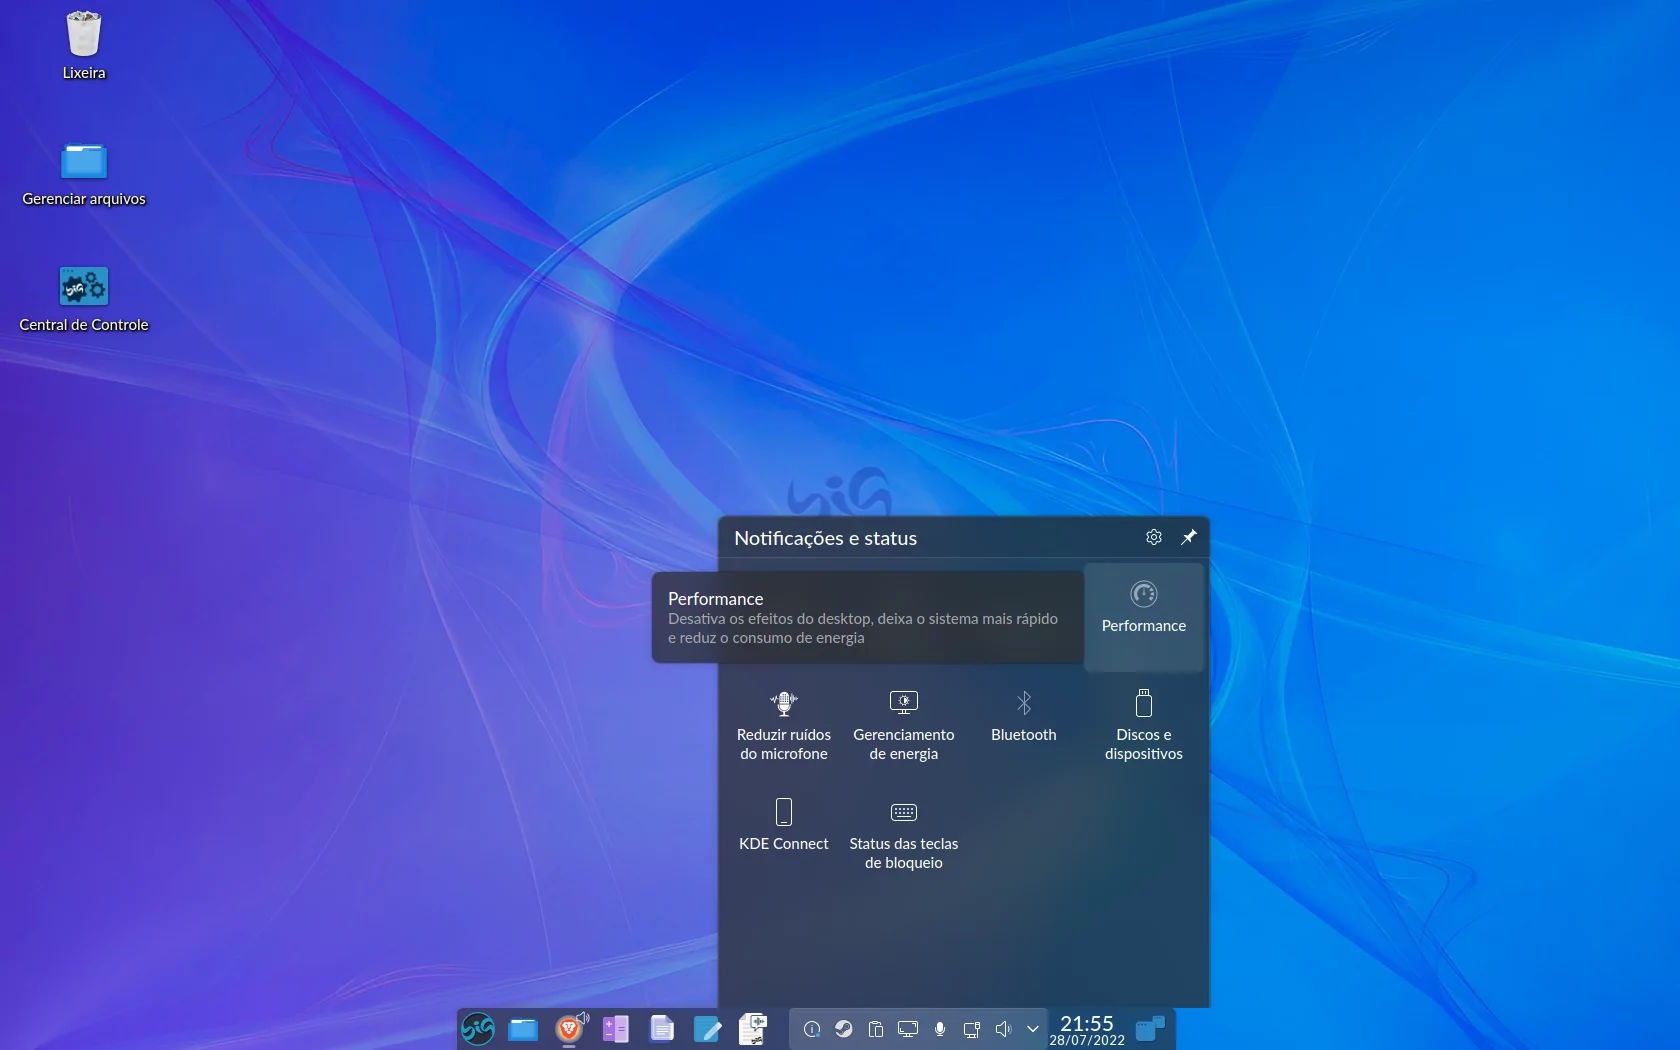 Lixeira
Gerenciar arquivos
Central de Controle
BiG
Notificações e status
Performance
Desativa os efeitos do desktop, deixa o sistema mais rápido
e reduz o consumo de energia
Performance
Reduzir ruídos
do microfone
Gerenciamento
de energia
Bluetooth
Discos e
dispositivos
KDE Connect
Status das teclas
de bloqueio
21:55
28/07/2022